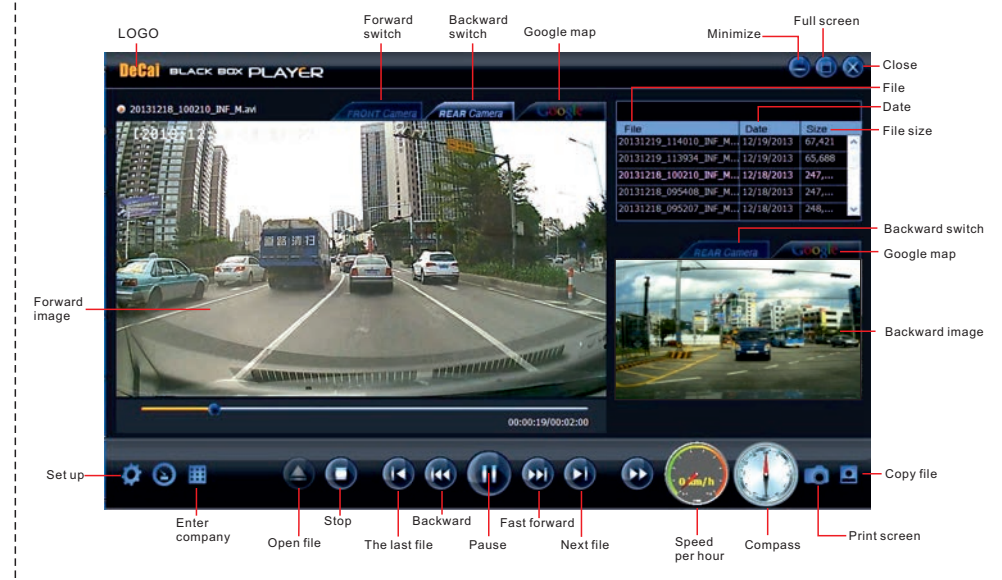 Forward
switch
Backward
switch
Google map
Full screen
Minimize
LOGO
Close
DeCai BLACK BOX PLAYER
File
Date
File size
20131218_100210_INF_M.avi
FRONT Camera
REAR Camera
Google
File Date Size
20131219_114010_INF_M... 12/19/2013 67,421
20131219_113934_INF_M... 12/19/2013 65,688
20131218_100210_INF_M... 12/18/2013 247,...
20131218_095408_INF_M... 12/18/2013 247,...
20131218_095207_INF_M... 12/18/2013 248,...
道路清扫
Backward switch
REAR Camera
Google
Google map
Forward
image
Backward image
00:00:19/00:02:00
Set up
0 km/h
Copy file
Enter
company
Open file
Stop
The last file
Backward
Pause
Fast forward
Next file
Speed
per hour
Compass
Print screen